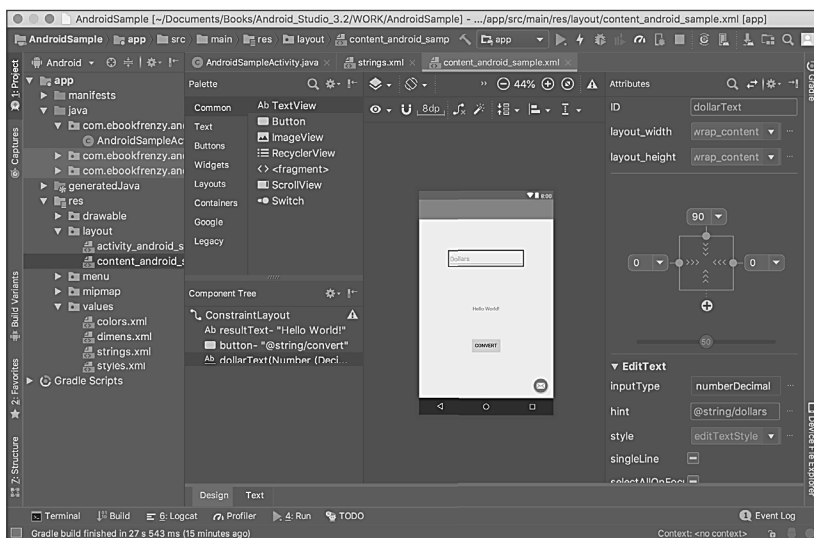 AndroidSample [~/Documents/Books/Android_Studio_3.2/WORK/AndroidSample] - .../app/src/main/res/layout/content_android_sample.xml [app]
AndroidSample app src main res layout content_android_samp app
1: Project
Captures
Build Variants
2: Favorites
7: Structure
Android
app
manifests
java
com.ebookfrenzy.an
AndroidSampleAc
com.ebookfrenzy.an
com.ebookfrenzy.an
generatedJava
res
drawable
layout
activity_android_s
content_android_s
menu
mipmap
values
colors.xml
dimens.xml
strings.xml
styles.xml
Gradle Scripts
AndroidSampleActivity.java strings.xml content_android_sample.xml
Palette
Common
Text
Buttons
Widgets
Layouts
Containers
Google
Legacy
Ab TextView
Button
ImageView
RecyclerView
<> <fragment>
ScrollView
Switch
Component Tree
ConstraintLayout
Ab resultText- "Hello World!"
button- "@string/convert"
Ab dollarText(Number (Deci...
44%
8dp
8:00
Dollars
Hello World!
CONVERT
Design Text
Attributes
ID dollarText
layout_width wrap_content
layout_height wrap_content
90
0
0
50
EditText
inputType numberDecimal
hint @string/dollars
style editTextStyle
singleLine
selectAllOnFocu
Gradle
Device File Explorer
Terminal Build 6: Logcat Profiler 4: Run TODO 1 Event Log
Gradle build finished in 27 s 543 ms (15 minutes ago) Context: <no context>